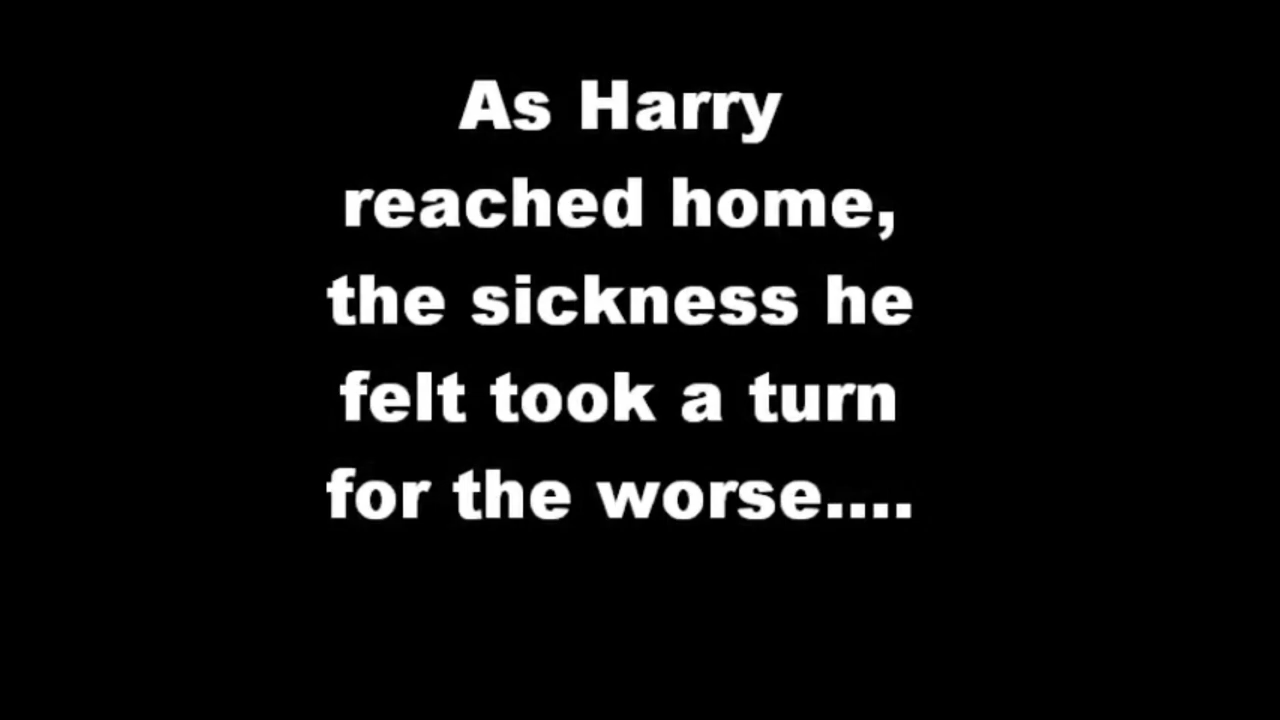 As Harry
reached home,
the sickness he
felt took a turn
for the worse....